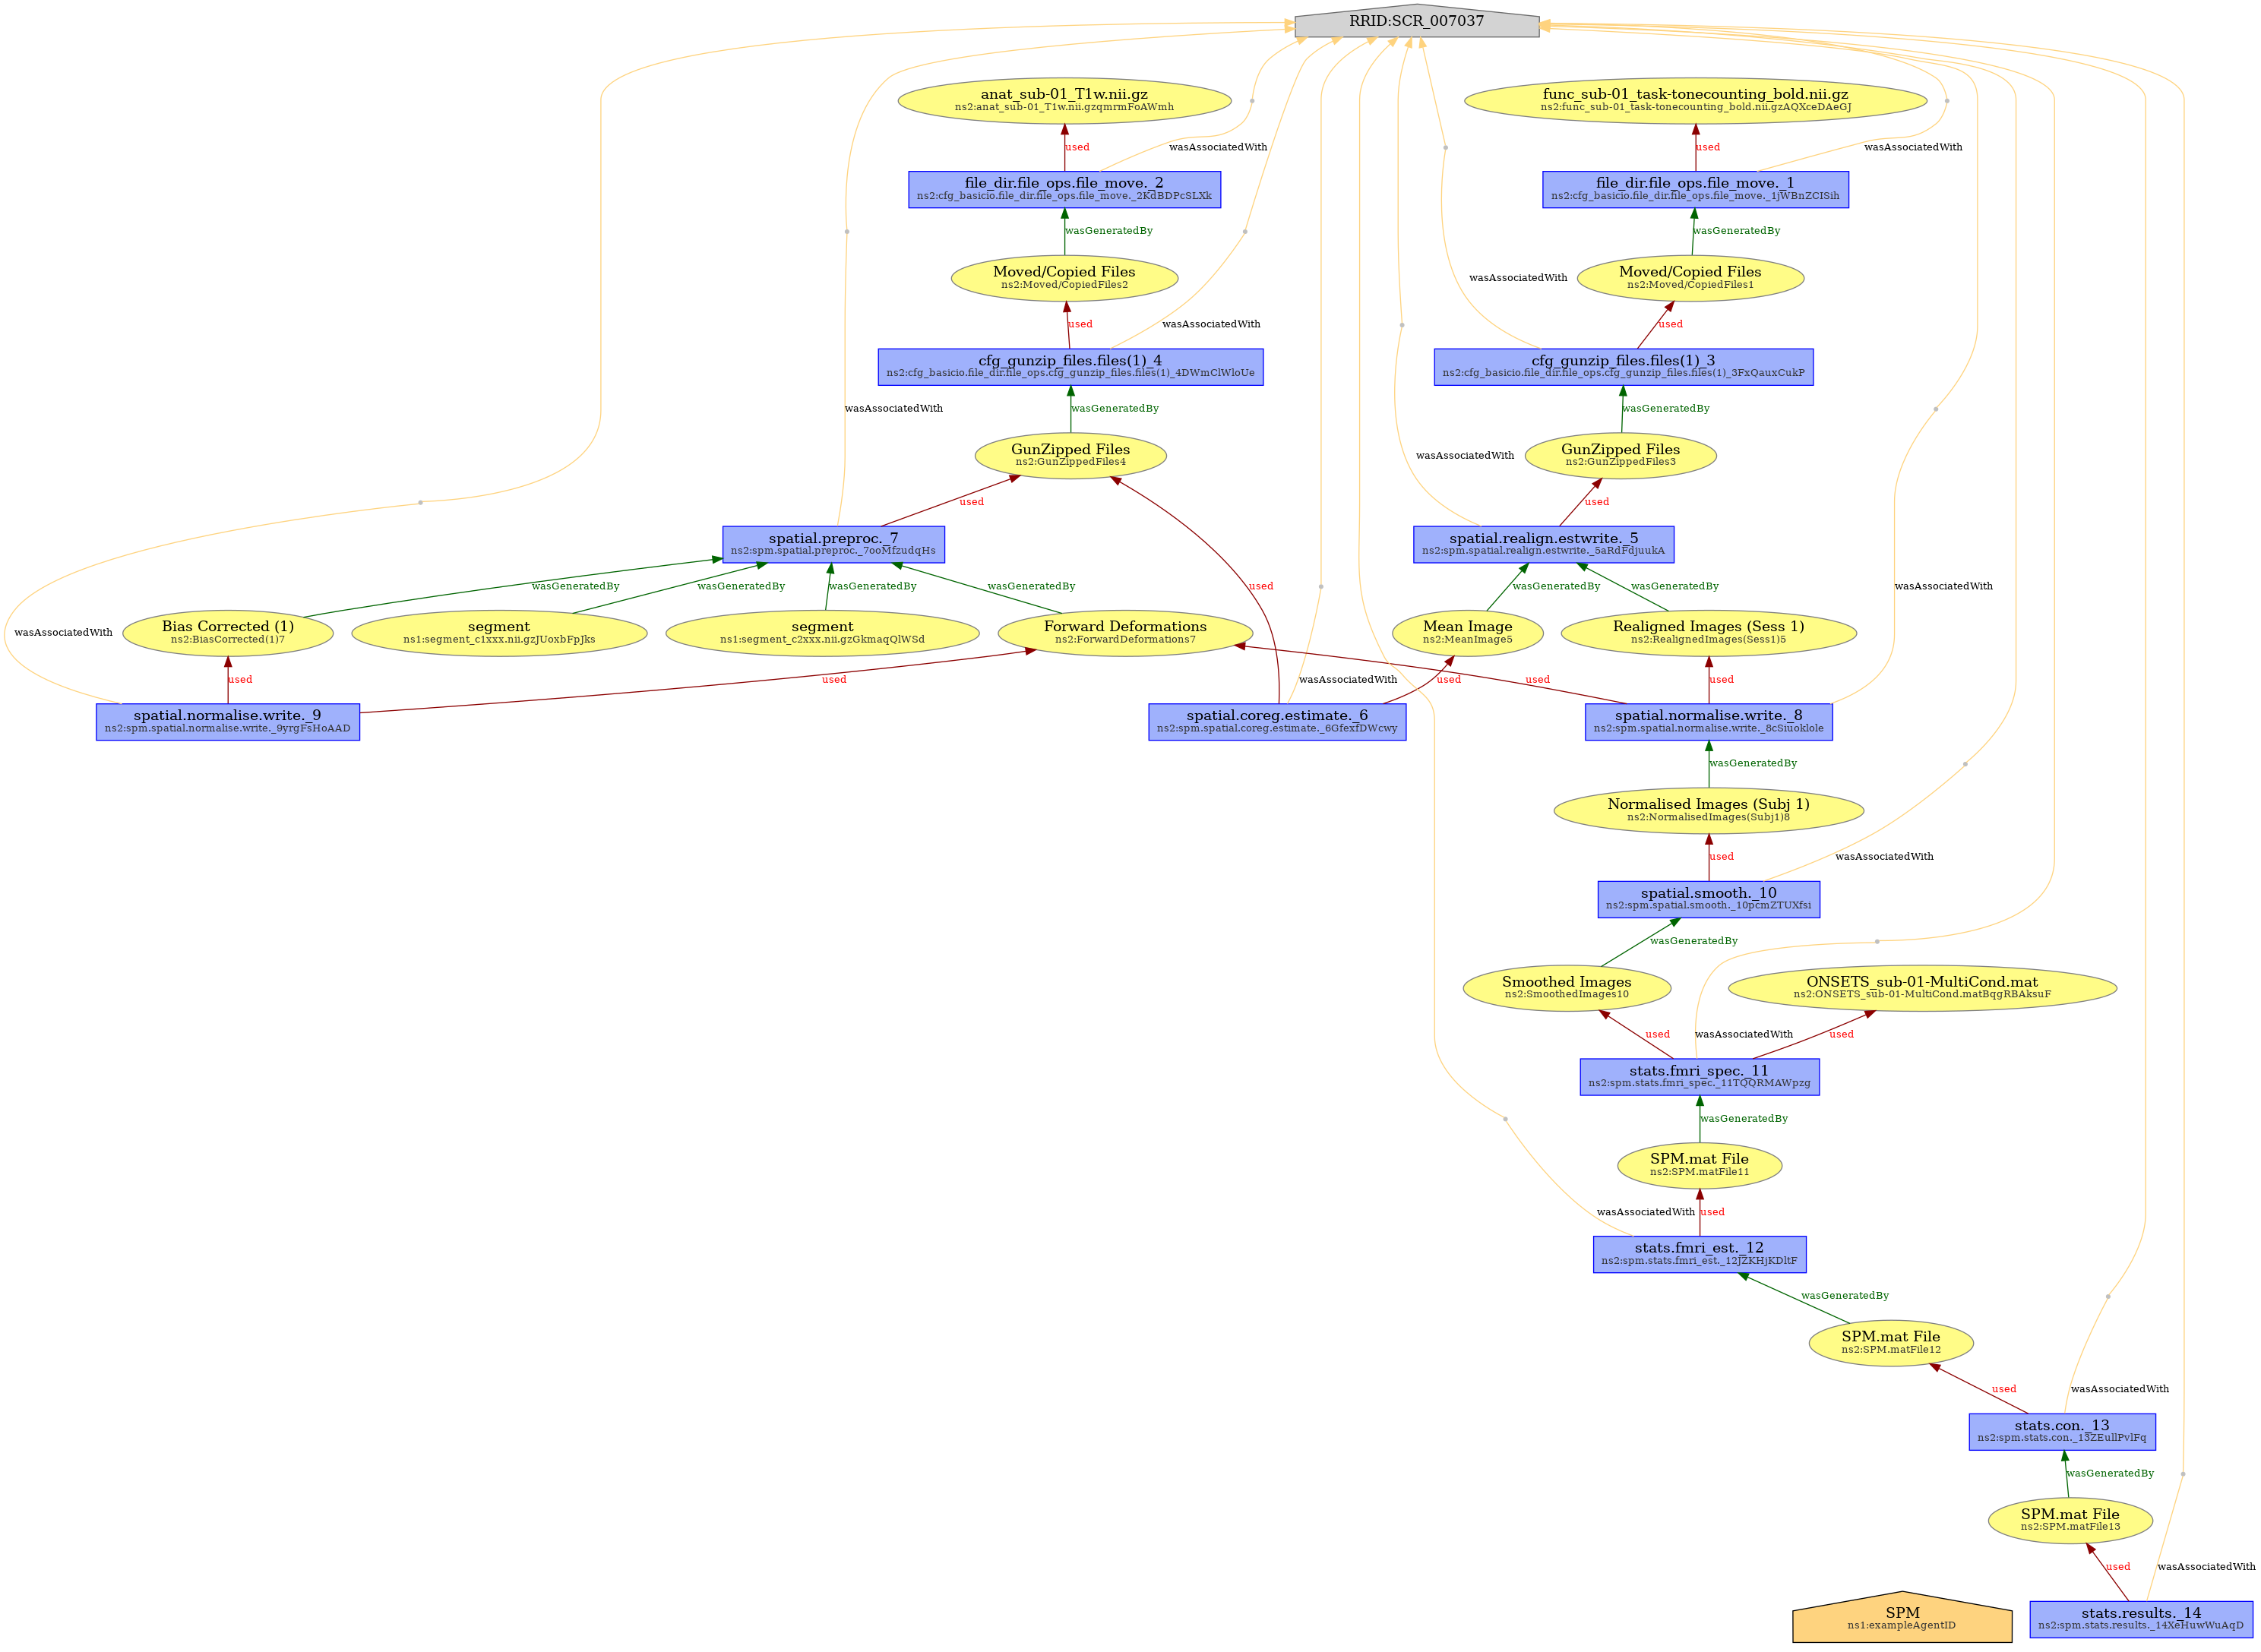 RRID:SCR_007037
anat_sub-01_T1w.nii.gz
ns2:anat_sub-01_T1w.nii.gzqmrmFoAWmh
func_sub-01_task-tonecounting_bold.nii.gz
ns2:func_sub-01_task-tonecounting_bold.nii.gzAQXceDAeGJ
used
wasAssociatedWith
used
wasAssociatedWith
file_dir.file_ops.file_move._2
ns2:cfg_basicio.file_dir.file_ops.file_move._2KdBDPcSLXk
file_dir.file_ops.file_move._1
ns2:cfg_basicio.file_dir.file_ops.file_move._1jWBnZCISih
wasGeneratedBy
wasGeneratedBy
Moved/Copied Files
ns2:Moved/CopiedFiles2
Moved/Copied Files
ns2:Moved/CopiedFiles1
wasAssociatedWith
used
wasAssociatedWith
used
cfg_gunzip_files.files(1)_4
ns2:cfg_basicio.file_dir.file_ops.cfg_gunzip_files.files(1)_4DWmClWloUe
cfg_gunzip_files.files(1)_3
ns2:cfg_basicio.file_dir.file_ops.cfg_gunzip_files.files(1)_3FxQauxCukP
wasAssociatedWith
wasGeneratedBy
wasGeneratedBy
GunZipped Files
ns2:GunZippedFiles4
GunZipped Files
ns2:GunZippedFiles3
wasAssociatedWith
used
used
spatial.preproc._7
ns2:spm.spatial.preproc._7ooMfzudqHs
spatial.realign.estwrite._5
ns2:spm.spatial.realign.estwrite._5aRdFdjuukA
wasGeneratedBy
wasGeneratedBy
wasGeneratedBy
wasGeneratedBy
used
wasGeneratedBy
wasGeneratedBy
wasAssociatedWith
wasAssociatedWith
Bias Corrected (1)
ns2:BiasCorrected(1)7
segment
ns1:segment_c1xxx.nii.gzJUoxbFpJks
segment
ns1:segment_c2xxx.nii.gzGkmaqQlWSd
Forward Deformations
ns2:ForwardDeformations7
Mean Image
ns2:MeanImage5
Realigned Images (Sess 1)
ns2:RealignedImages(Sess1)5
used
used
wasAssociatedWith
used
used
used
spatial.normalise.write._9
ns2:spm.spatial.normalise.write._9yrgFsHoAAD
spatial.coreg.estimate._6
ns2:spm.spatial.coreg.estimate._6GfexfDWcwy
spatial.normalise.write._8
ns2:spm.spatial.normalise.write._8cSiuoklole
wasGeneratedBy
Normalised Images (Subj 1)
ns2:NormalisedImages(Subj1)8
used
wasAssociatedWith
spatial.smooth._10
ns2:spm.spatial.smooth._10pcmZTUXfsi
wasGeneratedBy
Smoothed Images
ns2:SmoothedImages10
ONSETS_sub-01-MultiCond.mat
ns2:ONSETS_sub-01-MultiCond.matBqgRBAksuF
used
wasAssociatedWith
used
stats.fmri_spec._11
ns2:spm.stats.fmri_spec._11TQQRMAWpzg
wasGeneratedBy
SPM.mat File
ns2:SPM.matFile11
wasAssociatedWith
used
stats.fmri_est._12
ns2:spm.stats.fmri_est._12JZKHjKDltF
wasGeneratedBy
SPM.mat File
ns2:SPM.matFile12
used
wasAssociatedWith
stats.con._13
ns2:spm.stats.con._13ZEullPvlFq
wasGeneratedBy
SPM.mat File
ns2:SPM.matFile13
used
wasAssociatedWith
SPM
ns1:exampleAgentID
stats.results._14
ns2:spm.stats.results._14XeHuwWuAqD